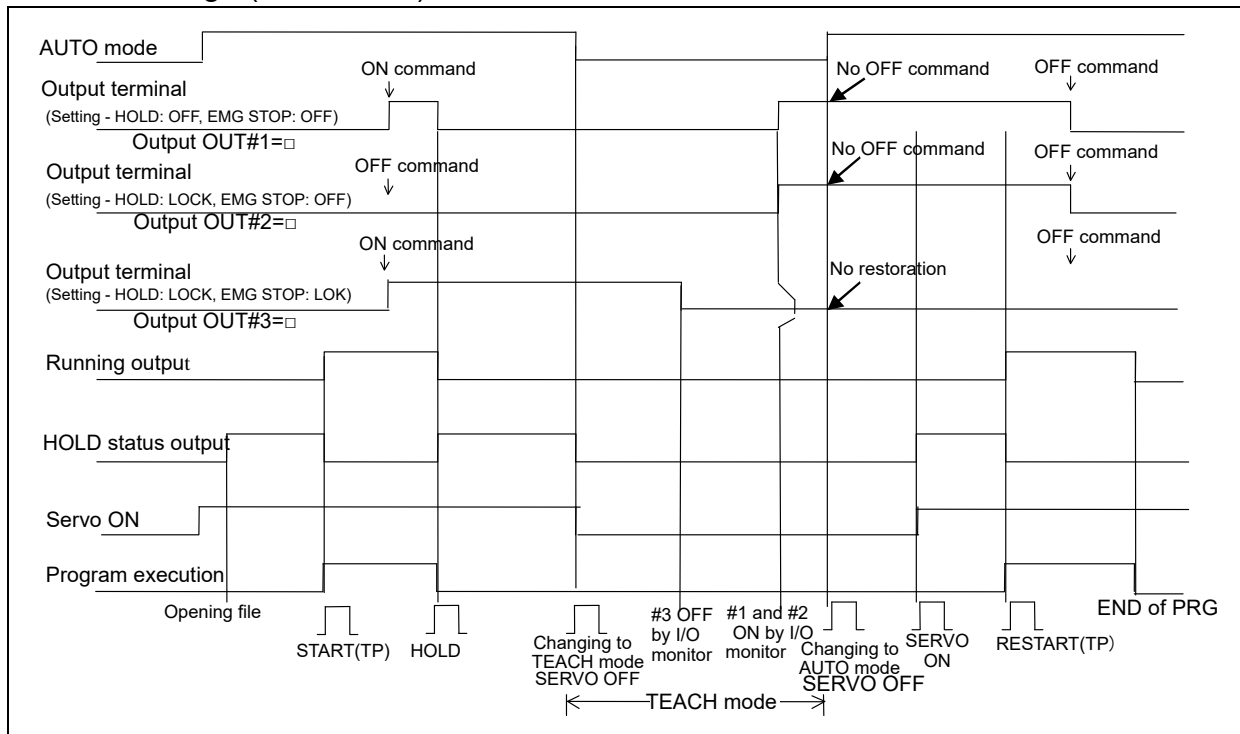 AUTO mode
ON command
No OFF command
OFF command
Output terminal
(Setting - HOLD: OFF, EMG STOP: OFF)
Output OUT#1=□
OFF command
No OFF command
OFF command
Output terminal
(Setting - HOLD: LOCK, EMG STOP: OFF)
Output OUT#2=□
ON command
OFF command
Output terminal
No restoration
(Setting - HOLD: LOCK, EMG STOP: LOK)
Output OUT#3=□
Running output
HOLD status output
Servo ON
Program execution
Opening file
START(TP)
HOLD
Changing to
TEACH mode
SERVO OFF
#3 OFF
by I/O
monitor
#1 and #2
ON by I/O
monitor
Changing to
AUTO mode
SERVO OFF
SERVO
ON
RESTART(TP)
END of PRG
TEACH mode